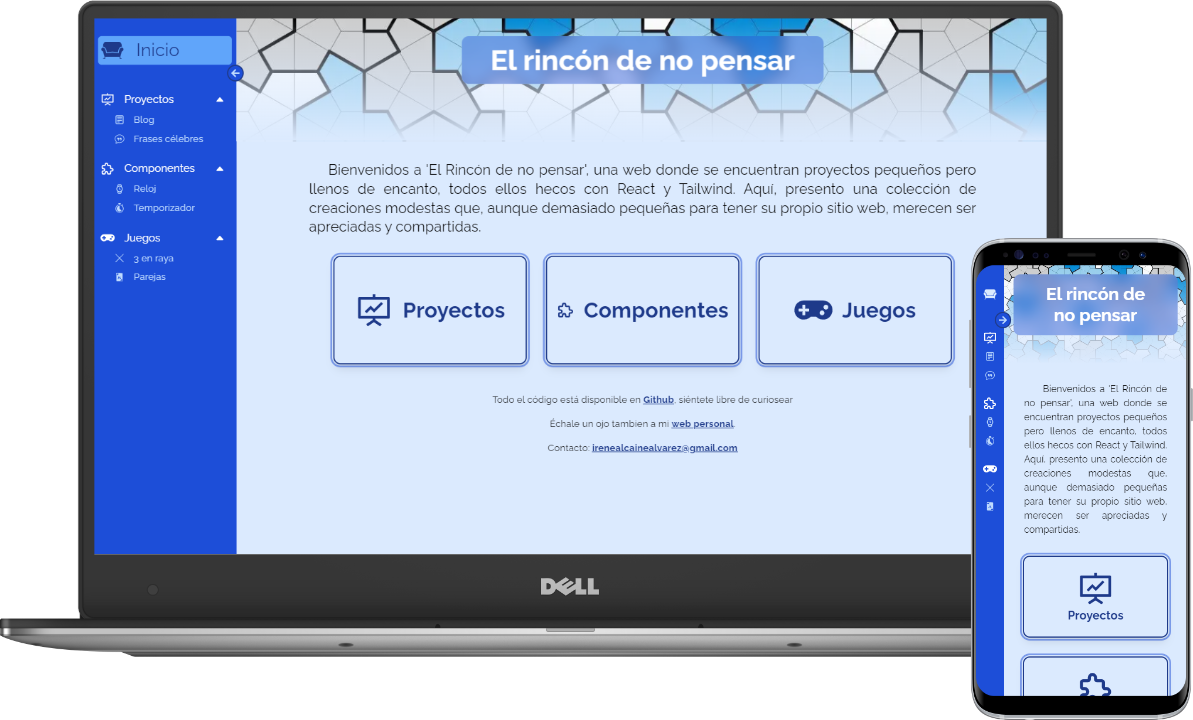 Inicio
Proyectos
Blog
Frases célebres
Componentes
Reloj
Temporizador
Juegos
3 en raya
Parejas
El rincón de no pensar
Bienvenidos a 'El Rincón de no pensar', una web donde se encuentran proyectos pequeños pero
llenos de encanto, todos ellos hecos con React y Tailwind. Aquí, presento una colección de
creaciones modestas que, aunque demasiado pequeñas para tener su propio sitio web, merecen ser
apreciadas y compartidas.
Proyectos
Componentes
Juegos
Todo el código está disponible en Github, siéntete libre de curiosear
Échale un ojo tambien a mi web personal
Contacto: irenealcainealvarez@gmail.com
DELL
El rincón de
no pensar
Bienvenidos a 'El Rincón de
no pensar', una web donde se
encuentran proyectos pequeños
pero llenos de encanto, todos
ellos hecos con React y Tailwind.
Aquí, presento una colección de
creaciones modestas que,
aunque demasiado pequeñas
para tener su propio sitio web,
merecen ser apreciadas y
compartidas.
Proyectos